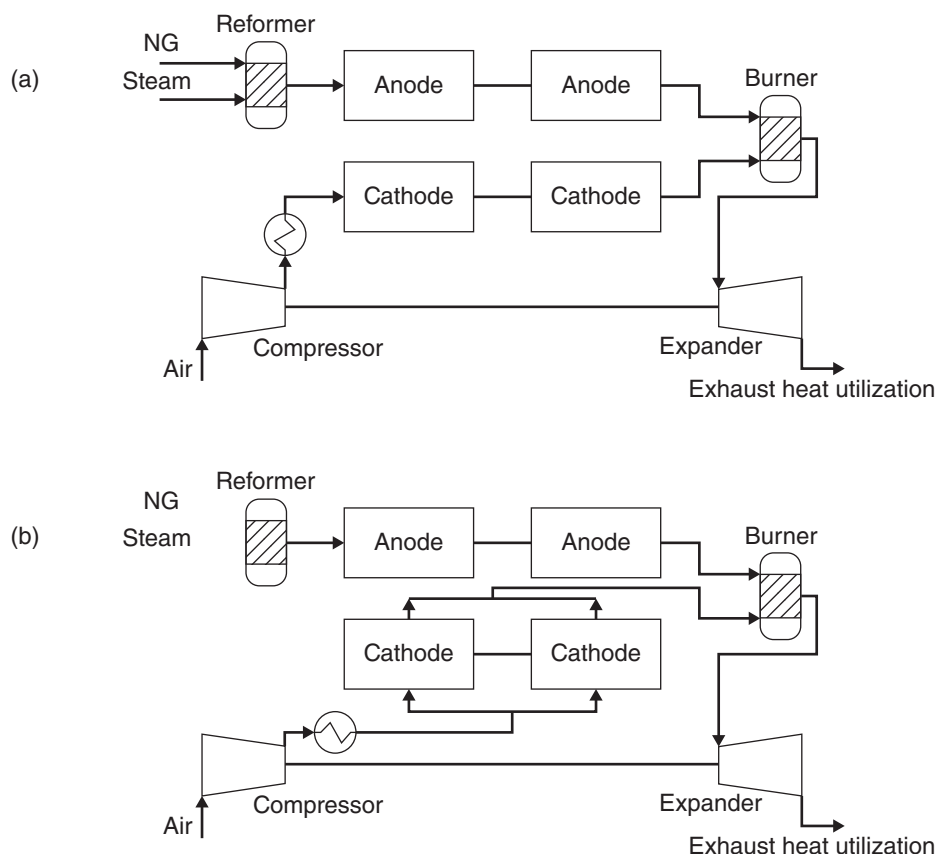 Reformer
NG
(a)
Steam
Anode
Anode
Burner
Cathode
Cathode
Compressor
Expander
Air
Exhaust heat utilization
Reformer
NG
(b)
Steam
Anode
Anode
Burner
Cathode
Cathode
Compressor
Expander
Air
Exhaust heat utilization